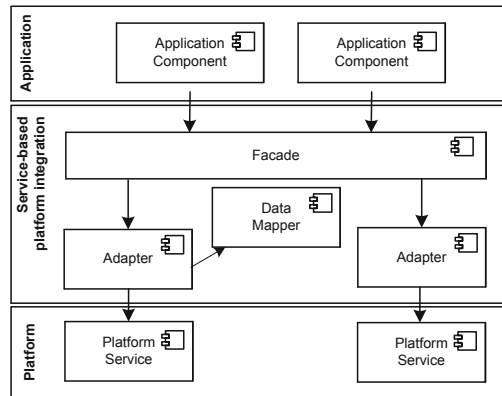 Application
Application
Component
Application
Component
Service-based
platform integration
Facade
Data
Mapper
Adapter
Adapter
Platform
Platform
Service
Platform
Service